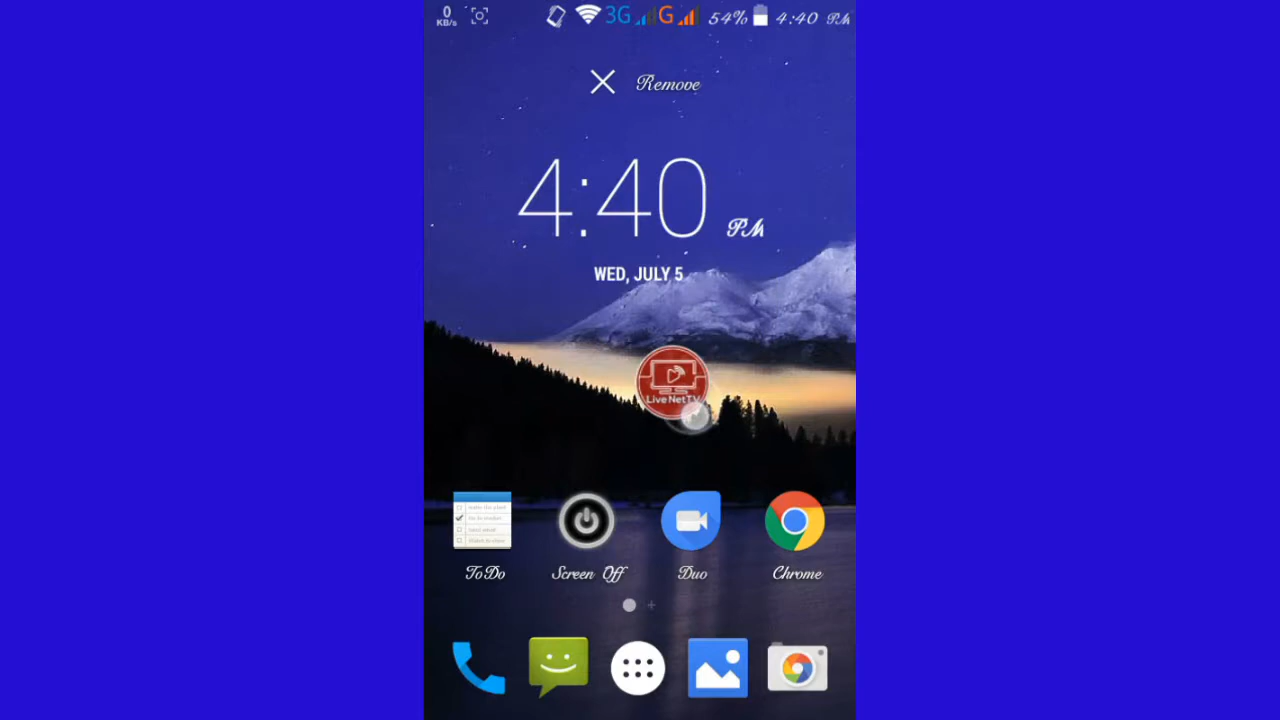 0 KB/s 3G G 54% 4:40 PM
Remove
4:40 PM
WED, JULY 5
Live NetTV
ToDo Screen Off Duo Chrome